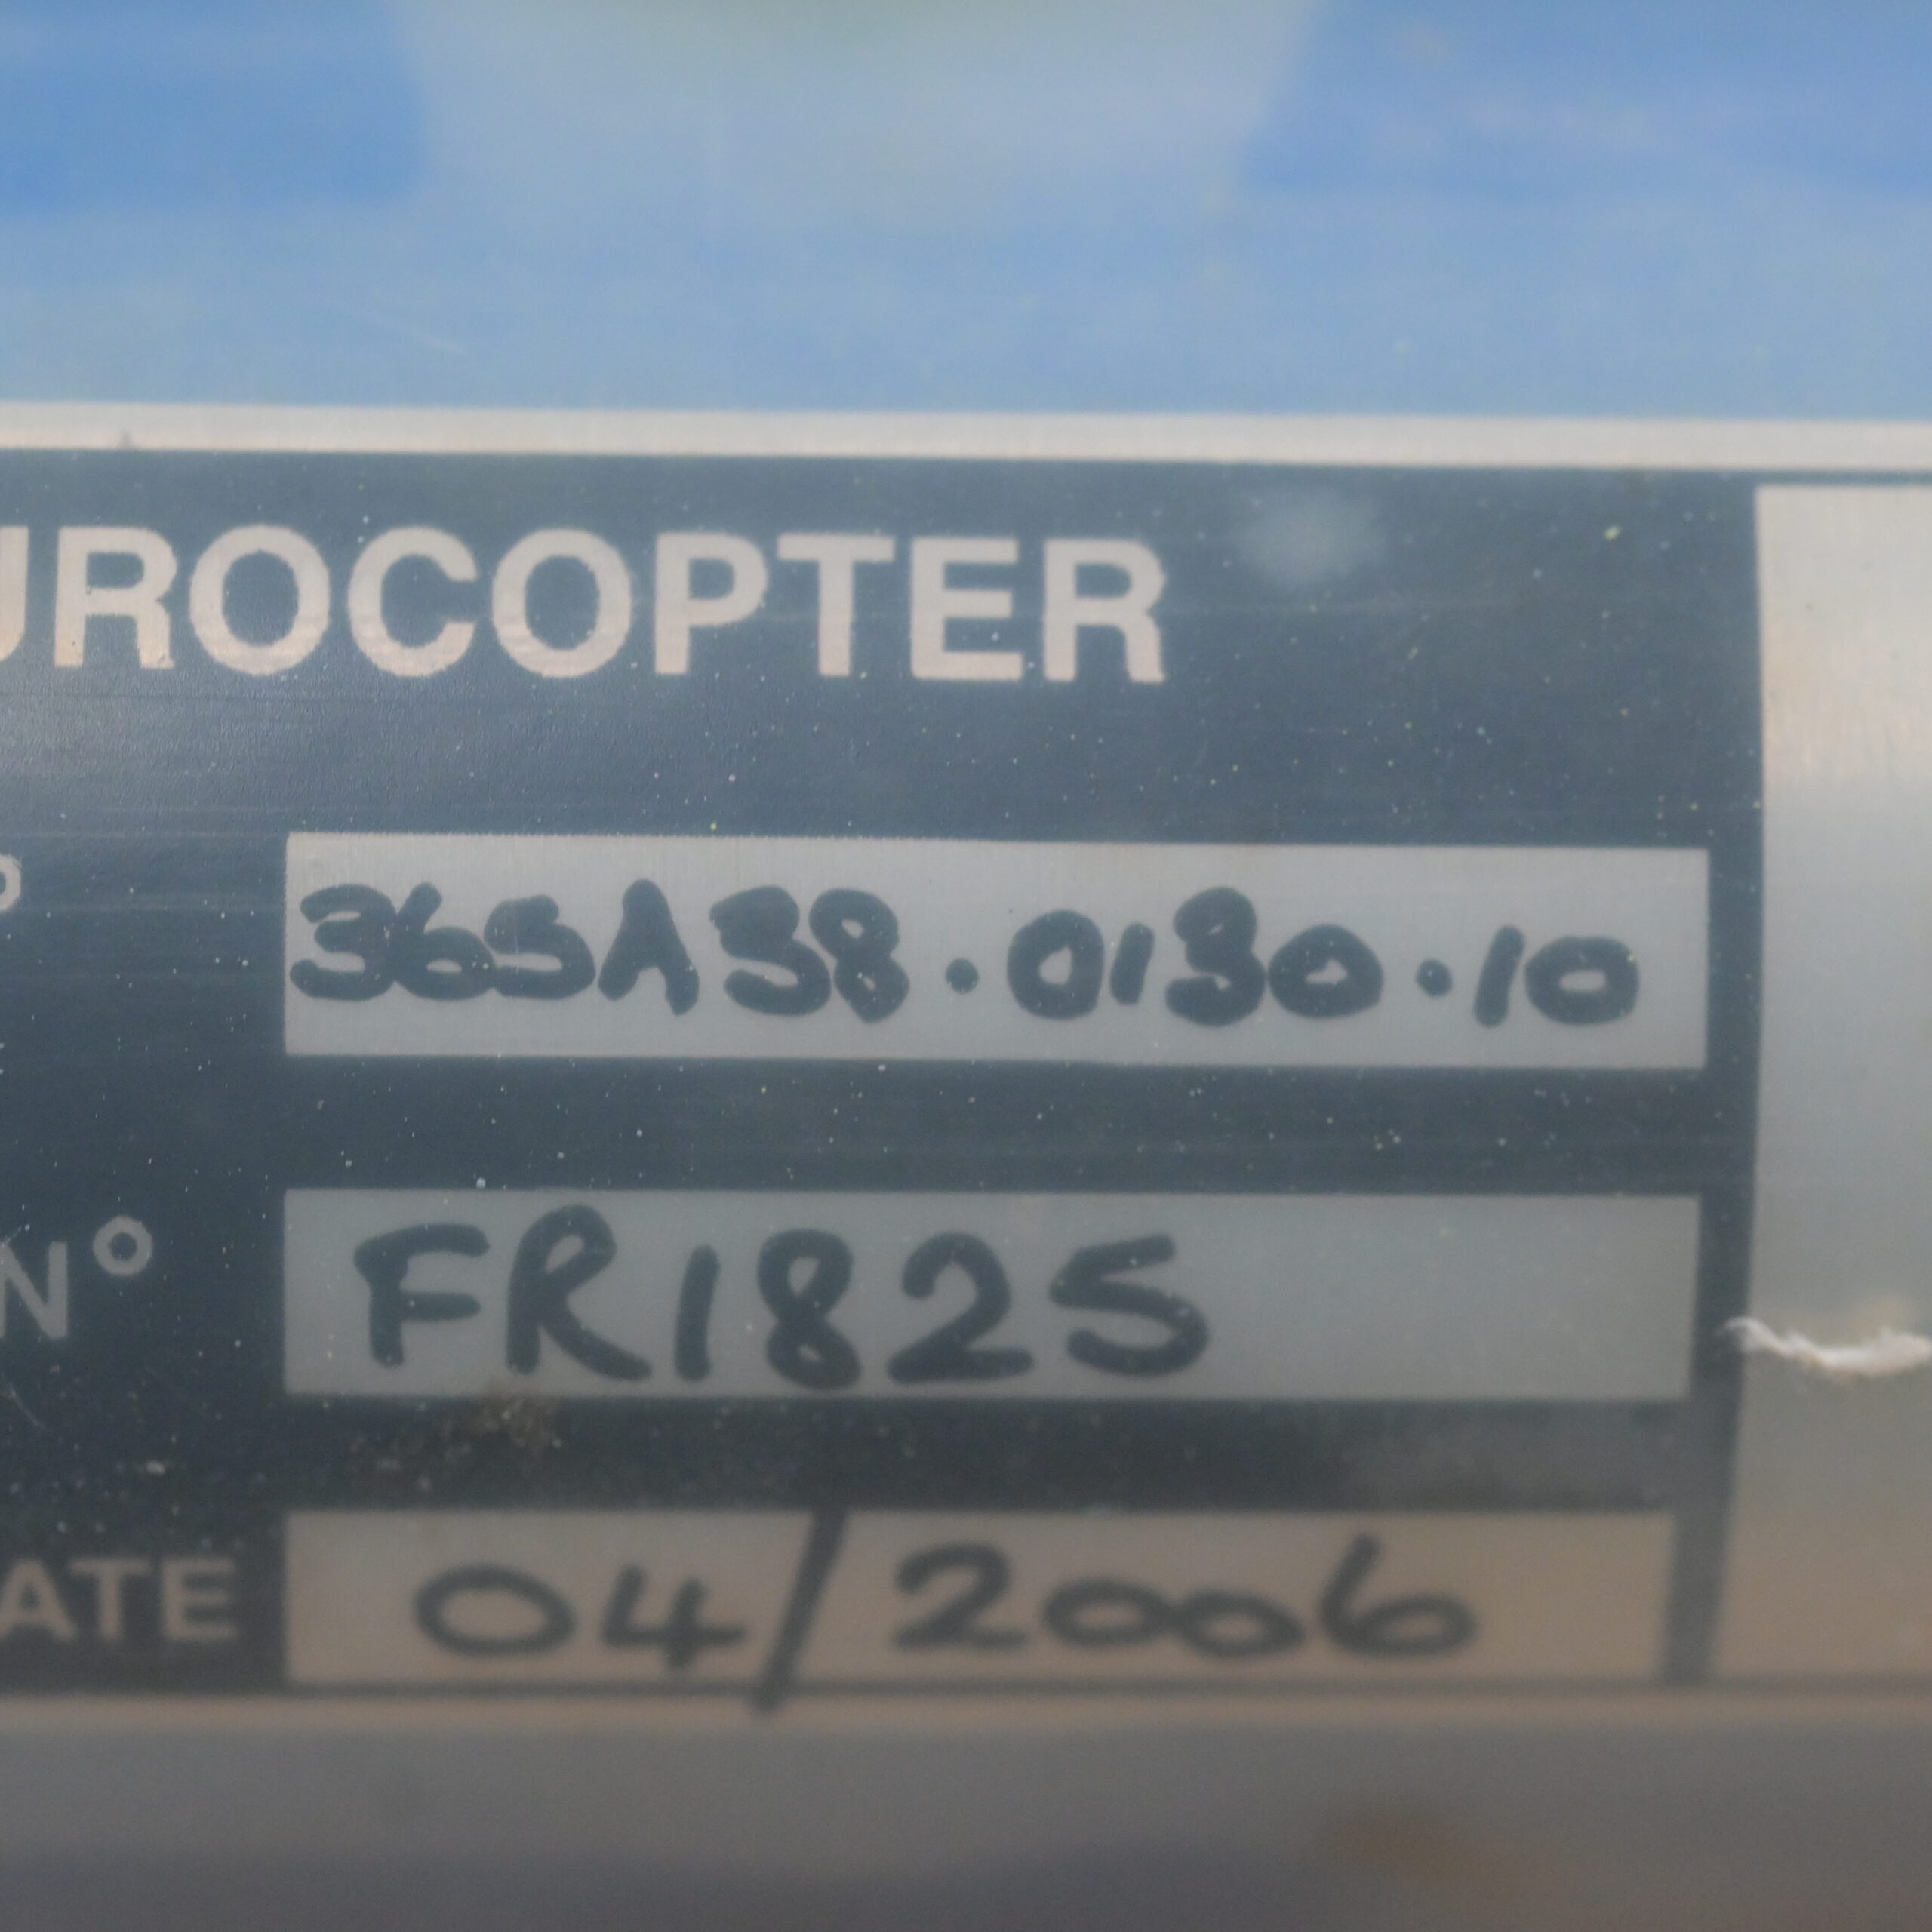 UROCOPTER
365A38.0130.10
N° FR1825
ATE 04/2006